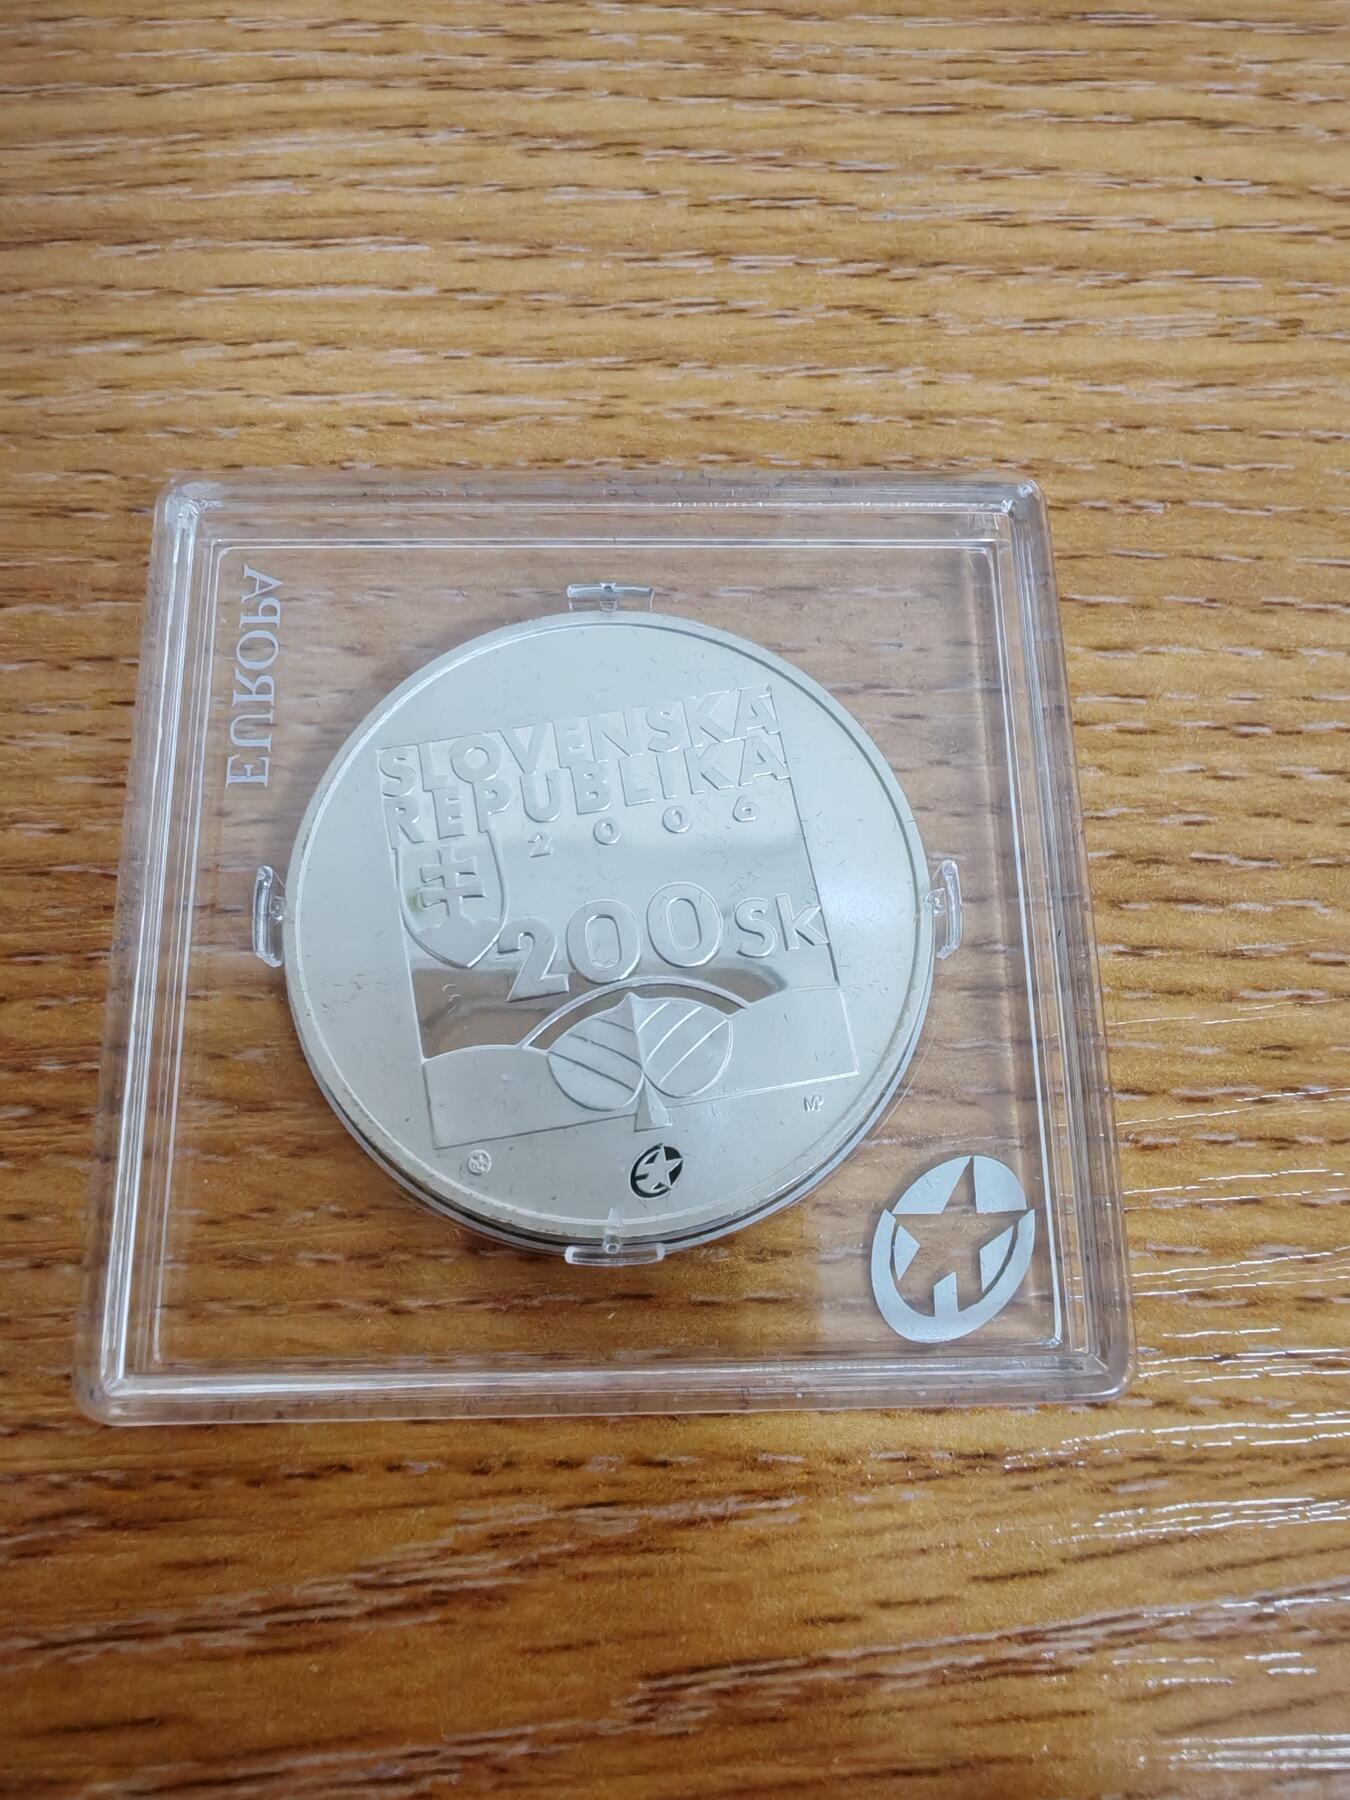 EUROPA
SLOVENSKÁ
REPUBLIKA
2006
200 Sk